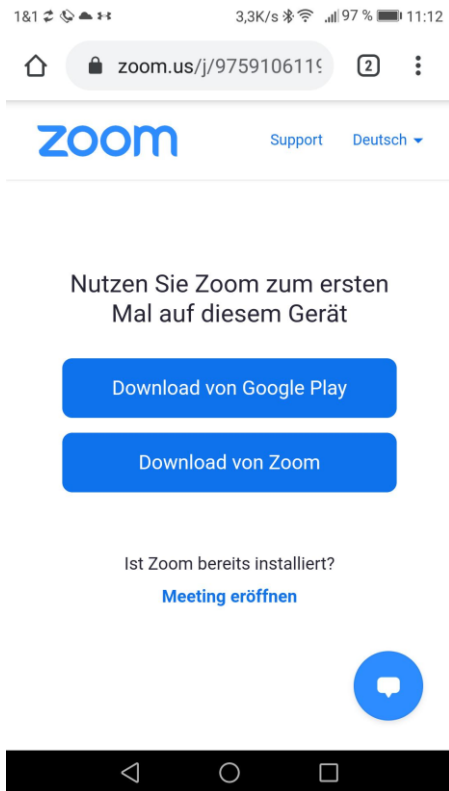 1&1 3,3K/s 97 % 11:12
zoom.us/j/9759106119
2
zoom Support Deutsch
Nutzen Sie Zoom zum ersten
Mal auf diesem Gerät
Download von Google Play
Download von Zoom
Ist Zoom bereits installiert?
Meeting eröffnen